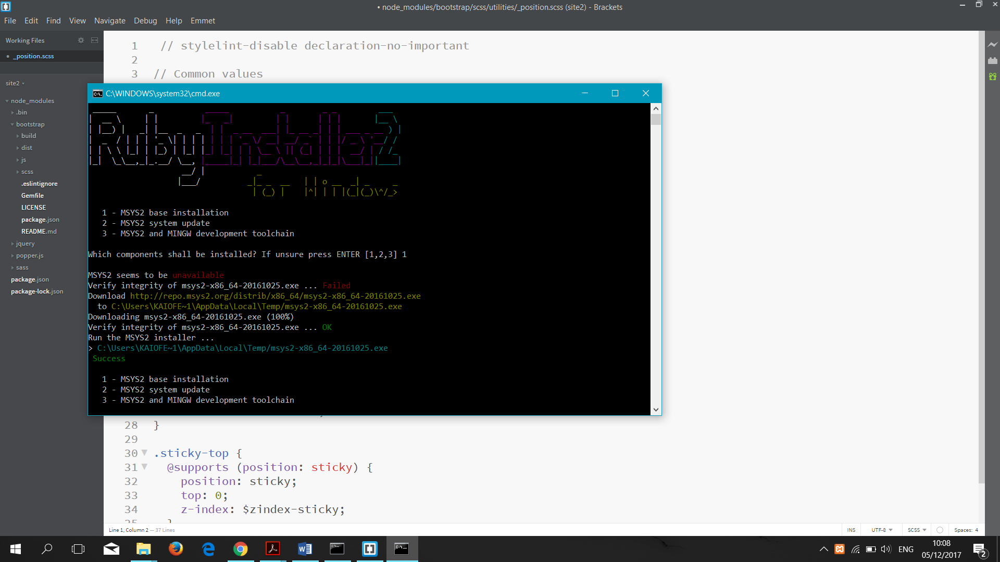 • node_modules/bootstrap/scss/utilities/_position.scss (site2) - Brackets
File Edit Find View Navigate Debug Help Emmet
Working Files
• _position.scss
site2
node_modules
.bin
bootstrap
build
dist
js
scss
.eslintignore
Gemfile
LICENSE
package.json
README.md
jquery
popper.js
sass
package.json
package-lock.json
1 // stylelint-disable declaration-no-important
2
3 // Common values
C:\WINDOWS\system32\cmd.exe
RubyInstaller2
for Windows
1 - MSYS2 base installation
2 - MSYS2 system update
3 - MSYS2 and MINGW development toolchain
Which components shall be installed? If unsure press ENTER [1,2,3] 1
MSYS2 seems to be unavailable
Verify integrity of msys2-x86_64-20161025.exe ... Failed
Download http://repo.msys2.org/distrib/x86_64/msys2-x86_64-20161025.exe
to C:\Users\KAIOFE~1\AppData\Local\Temp/msys2-x86_64-20161025.exe
Downloading msys2-x86_64-20161025.exe (100%)
Verify integrity of msys2-x86_64-20161025.exe ... OK
Run the MSYS2 installer ...
> C:\Users\KAIOFE~1\AppData\Local\Temp/msys2-x86_64-20161025.exe
Success
1 - MSYS2 base installation
2 - MSYS2 system update
3 - MSYS2 and MINGW development toolchain
28 }
29
30 .sticky-top {
31 @supports (position: sticky) {
32 position: sticky;
33 top: 0;
34 z-index: $zindex-sticky;
Line 1, Column 2 — 37 Lines
INS UTF-8 SCSS Spaces: 4
ENG
10:08
05/12/2017
2